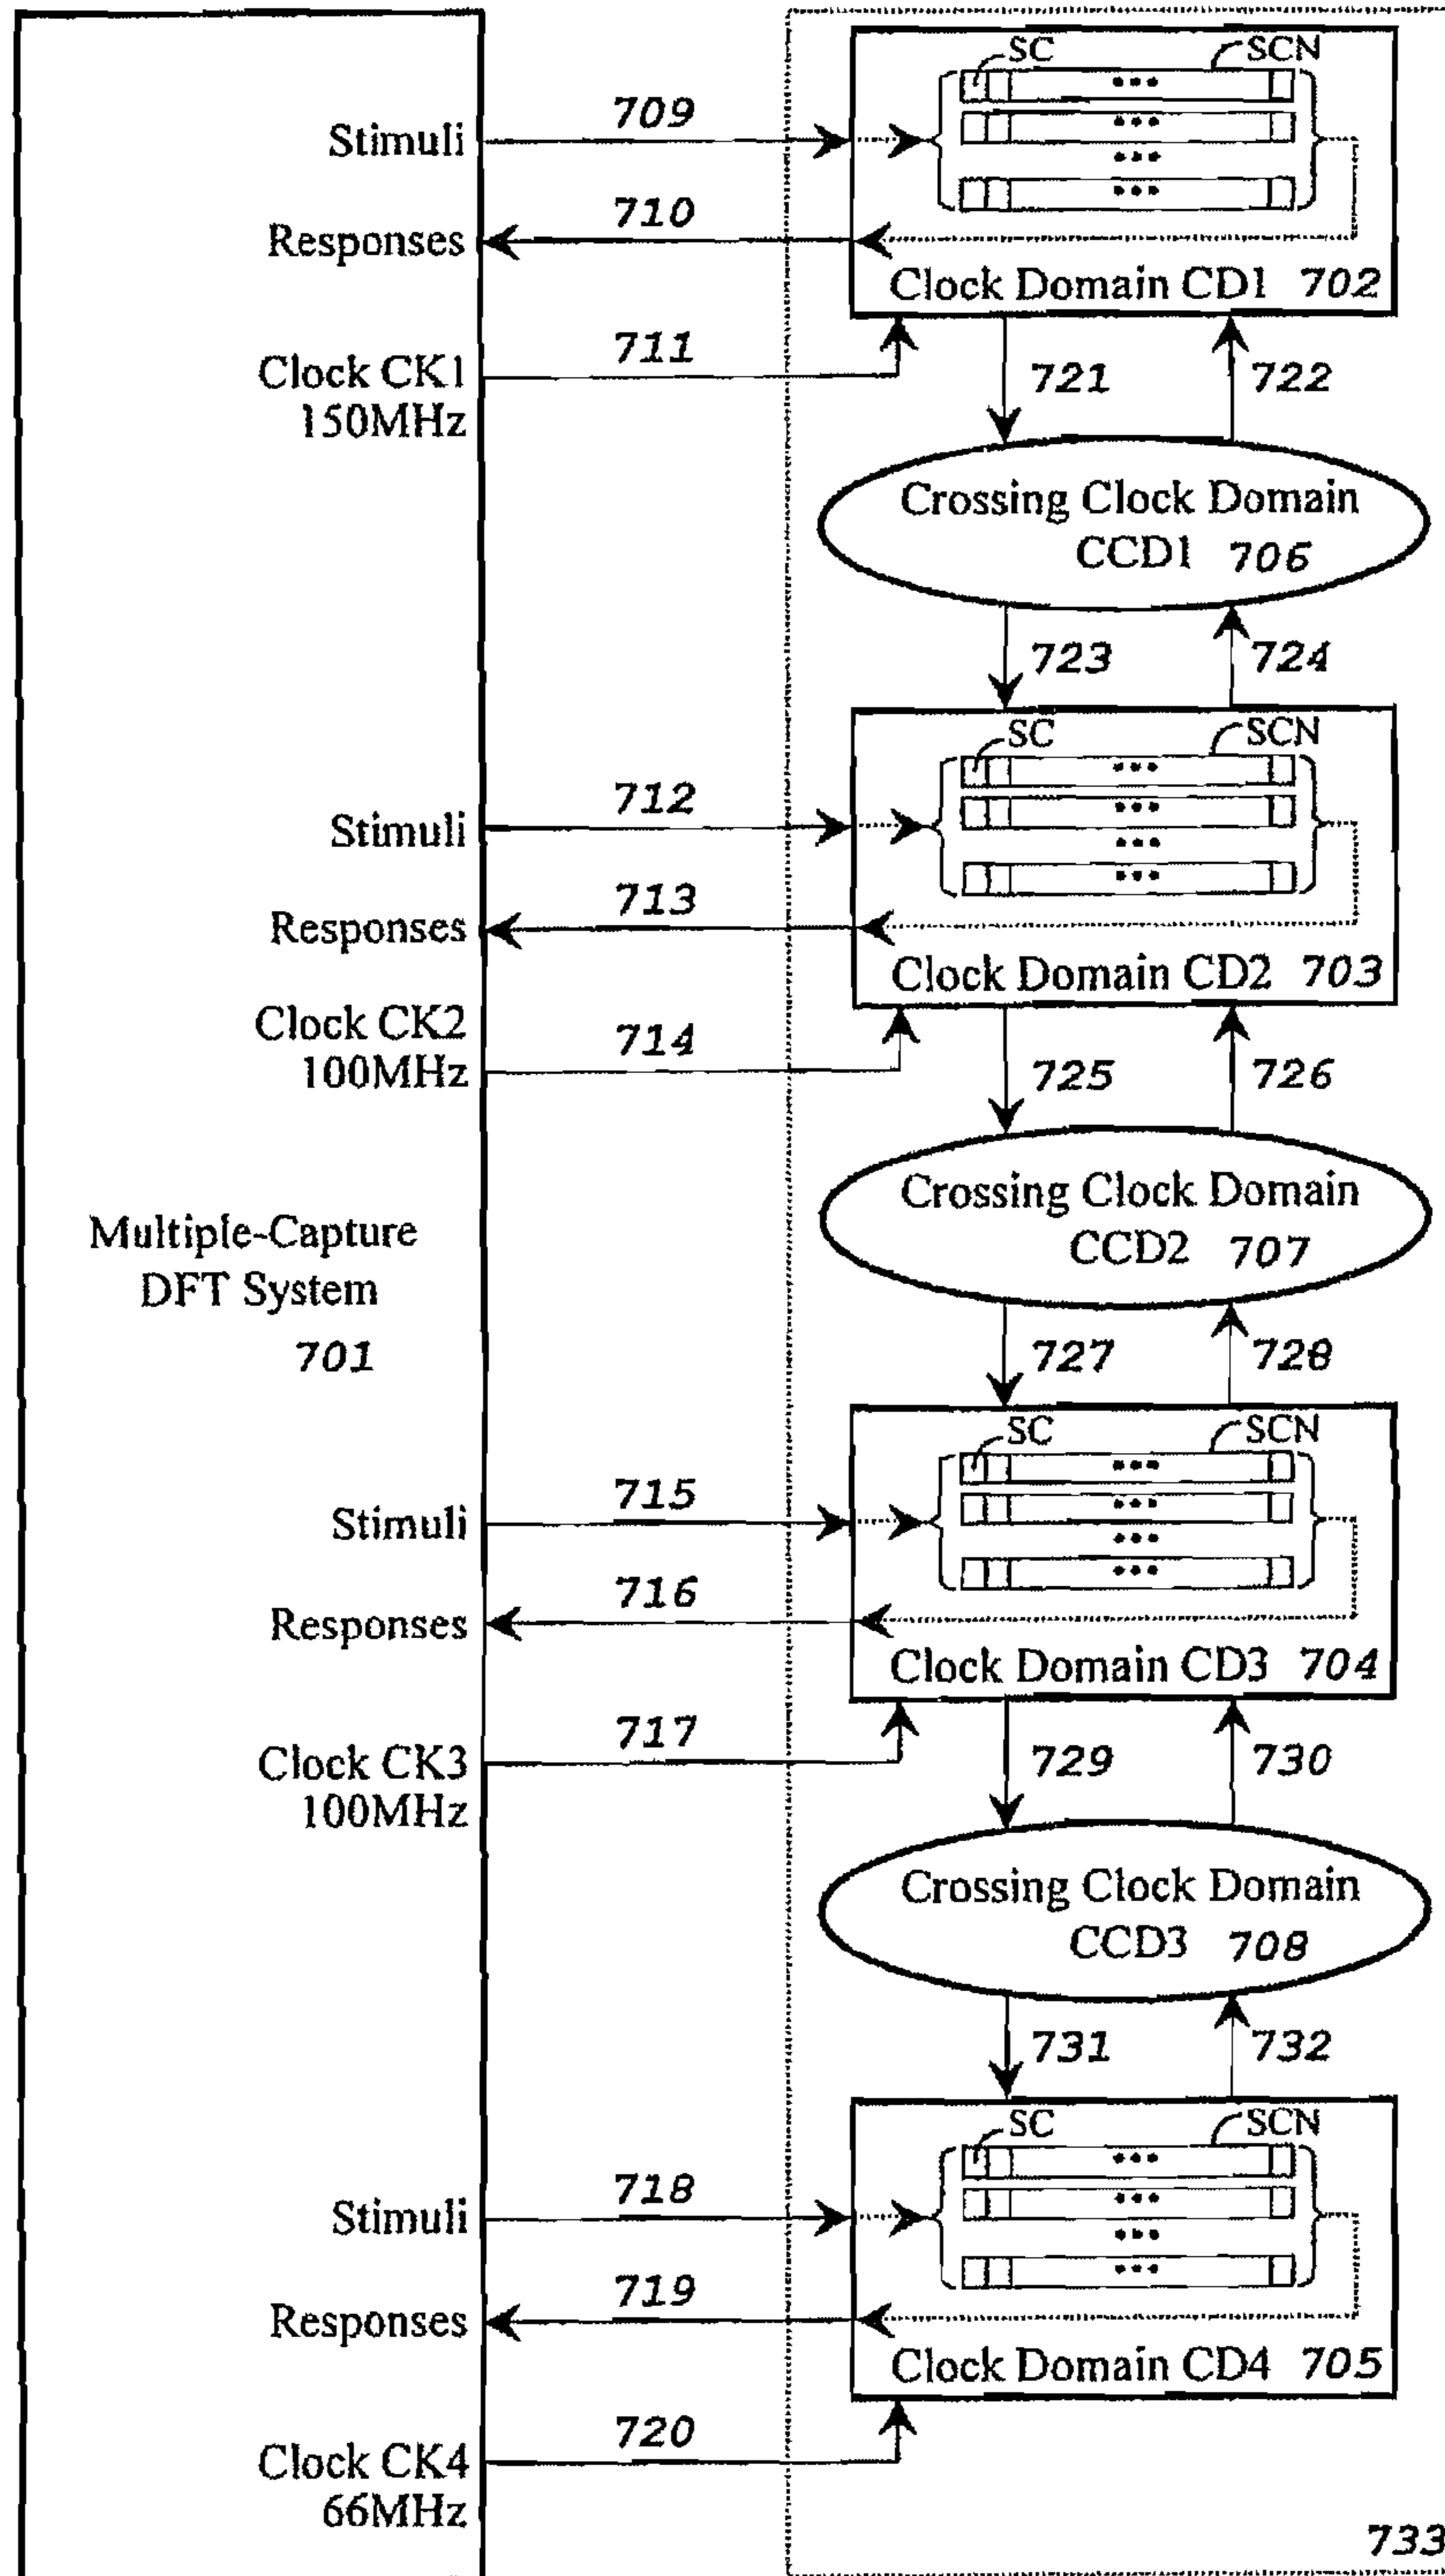 SC SCN
709
Stimuli
710
Responses
Clock Domain CD1 702
711
Clock CK1
150MHz
721 722
Crossing Clock Domain
CCD1 706
723 724
SC SCN
712
Stimuli
713
Responses
Clock Domain CD2 703
Clock CK2
100MHz
714
725 726
Crossing Clock Domain
CCD2 707
Multiple-Capture
DFT System
701
727 728
SC SCN
715
Stimuli
716
Responses
Clock Domain CD3 704
717
Clock CK3
100MHz
729 730
Crossing Clock Domain
CCD3 708
731 732
SC SCN
718
Stimuli
719
Responses
Clock Domain CD4 705
720
Clock CK4
66MHz
733